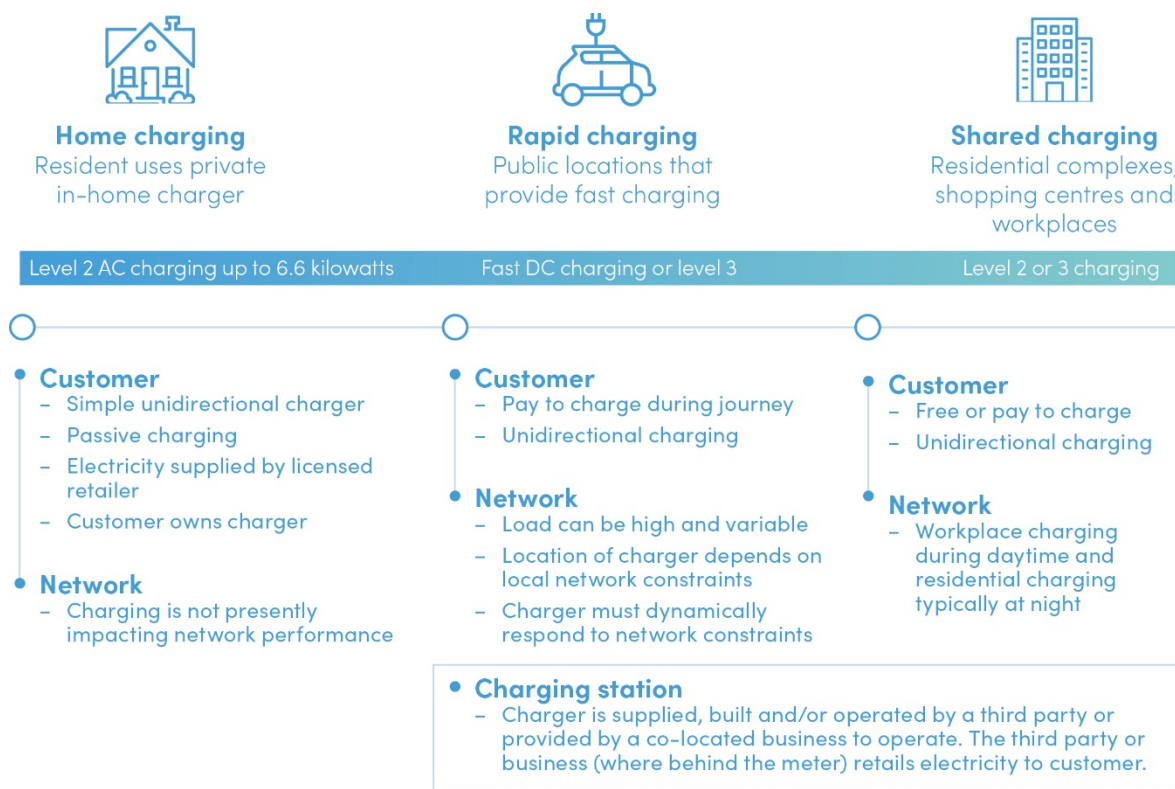 Home charging
Resident uses private
in-home charger
Rapid charging
Public locations that
provide fast charging
Shared charging
Residential complexes,
shopping centres and
workplaces
Level 2 AC charging up to 6.6 kilowatts
Fast DC charging or level 3
Level 2 or 3 charging
Customer
– Simple unidirectional charger
– Passive charging
– Electricity supplied by licensed
retailer
– Customer owns charger
Network
– Charging is not presently
impacting network performance
Customer
– Pay to charge during journey
– Unidirectional charging
Network
– Load can be high and variable
– Location of charger depends on
local network constraints
– Charger must dynamically
respond to network constraints
Customer
– Free or pay to charge
– Unidirectional charging
Network
– Workplace charging
during daytime and
residential charging
typically at night
Charging station
– Charger is supplied, built and/or operated by a third party or
provided by a co-located business to operate. The third party or
business (where behind the meter) retails electricity to customer.